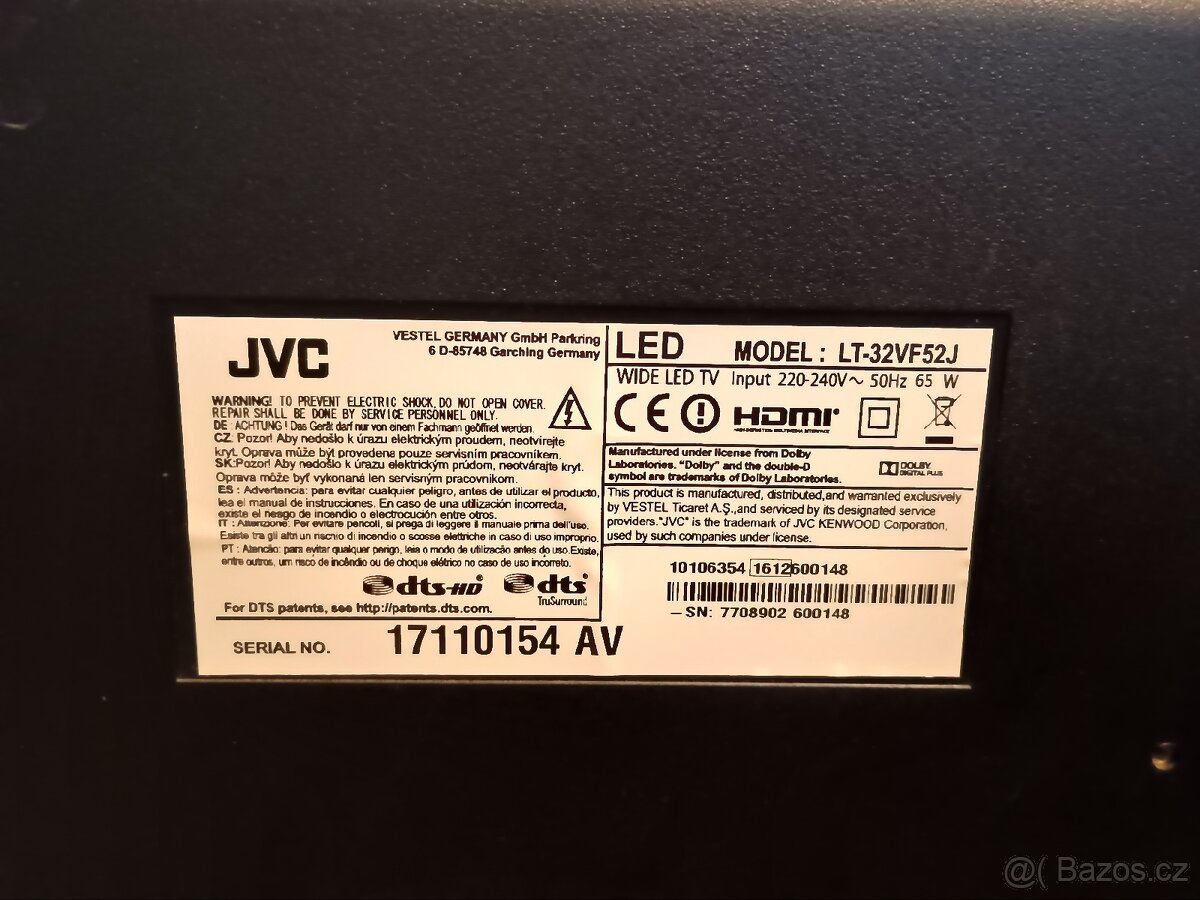 JVC
VESTEL GERMANY GmbH Parkring
6 D-85748 Garching Germany
WARNING! TO PREVENT ELECTRIC SHOCK, DO NOT OPEN COVER.
REPAIR SHALL BE DONE BY SERVICE PERSONNEL ONLY.
DE :ACHTUNG ! Das Gerät darf nur von einem Fachmann geöffnet werden.
CZ: Pozor! Aby nedošlo k úrazu elektrickým proudem, neotvírejte
kryt. Oprava může být provedena pouze servisním pracovníkem.
SK:Pozor! Aby nedošlo k úrazu elektrickým prúdom, neotvárajte kryt.
Oprava môže byť vykonaná len servisným pracovníkom.
ES : Advertencia: para evitar cualquier peligro, antes de utilizar el producto,
lea el manual de instrucciones. En caso de una utilización incorrecta,
existe el riesgo de incendio o electrocución entre otros.
IT : Attenzione: Per evitare pericoli, si prega di leggere il manuale prima dell'uso.
Esiste tra gli altri un rischio di incendio o scosse elettriche in caso di uso improprio.
PT : Atencão: para evitar qualquer perigo, leia o modo de utilizacão antes do uso.Existe,
entre outros, um risco de incêndio ou de choque elétrico no caso de uso incorreto.
dts-HD dts
TruSurround
For DTS patents, see http://patents.dts.com.
SERIAL NO. 17110154 AV
LED MODEL : LT-32VF52J
WIDE LED TV Input 220-240V~ 50Hz 65 W
CE HDMI
HIGH-DEFINITION MULTIMEDIA INTERFACE
Manufactured under license from Dolby
Laboratories. "Dolby" and the double-D
symbol are trademarks of Dolby Laboratories.
DOLBY
DIGITAL PLUS
This product is manufactured, distributed,and warranted exclusively
by VESTEL Ticaret A.Ş.,and serviced by its designated service
providers."JVC" is the trademark of JVC KENWOOD Corporation,
used by such companies under license.
10106354 1612600148
-SN: 7708902 600148
@( Bazos.cz